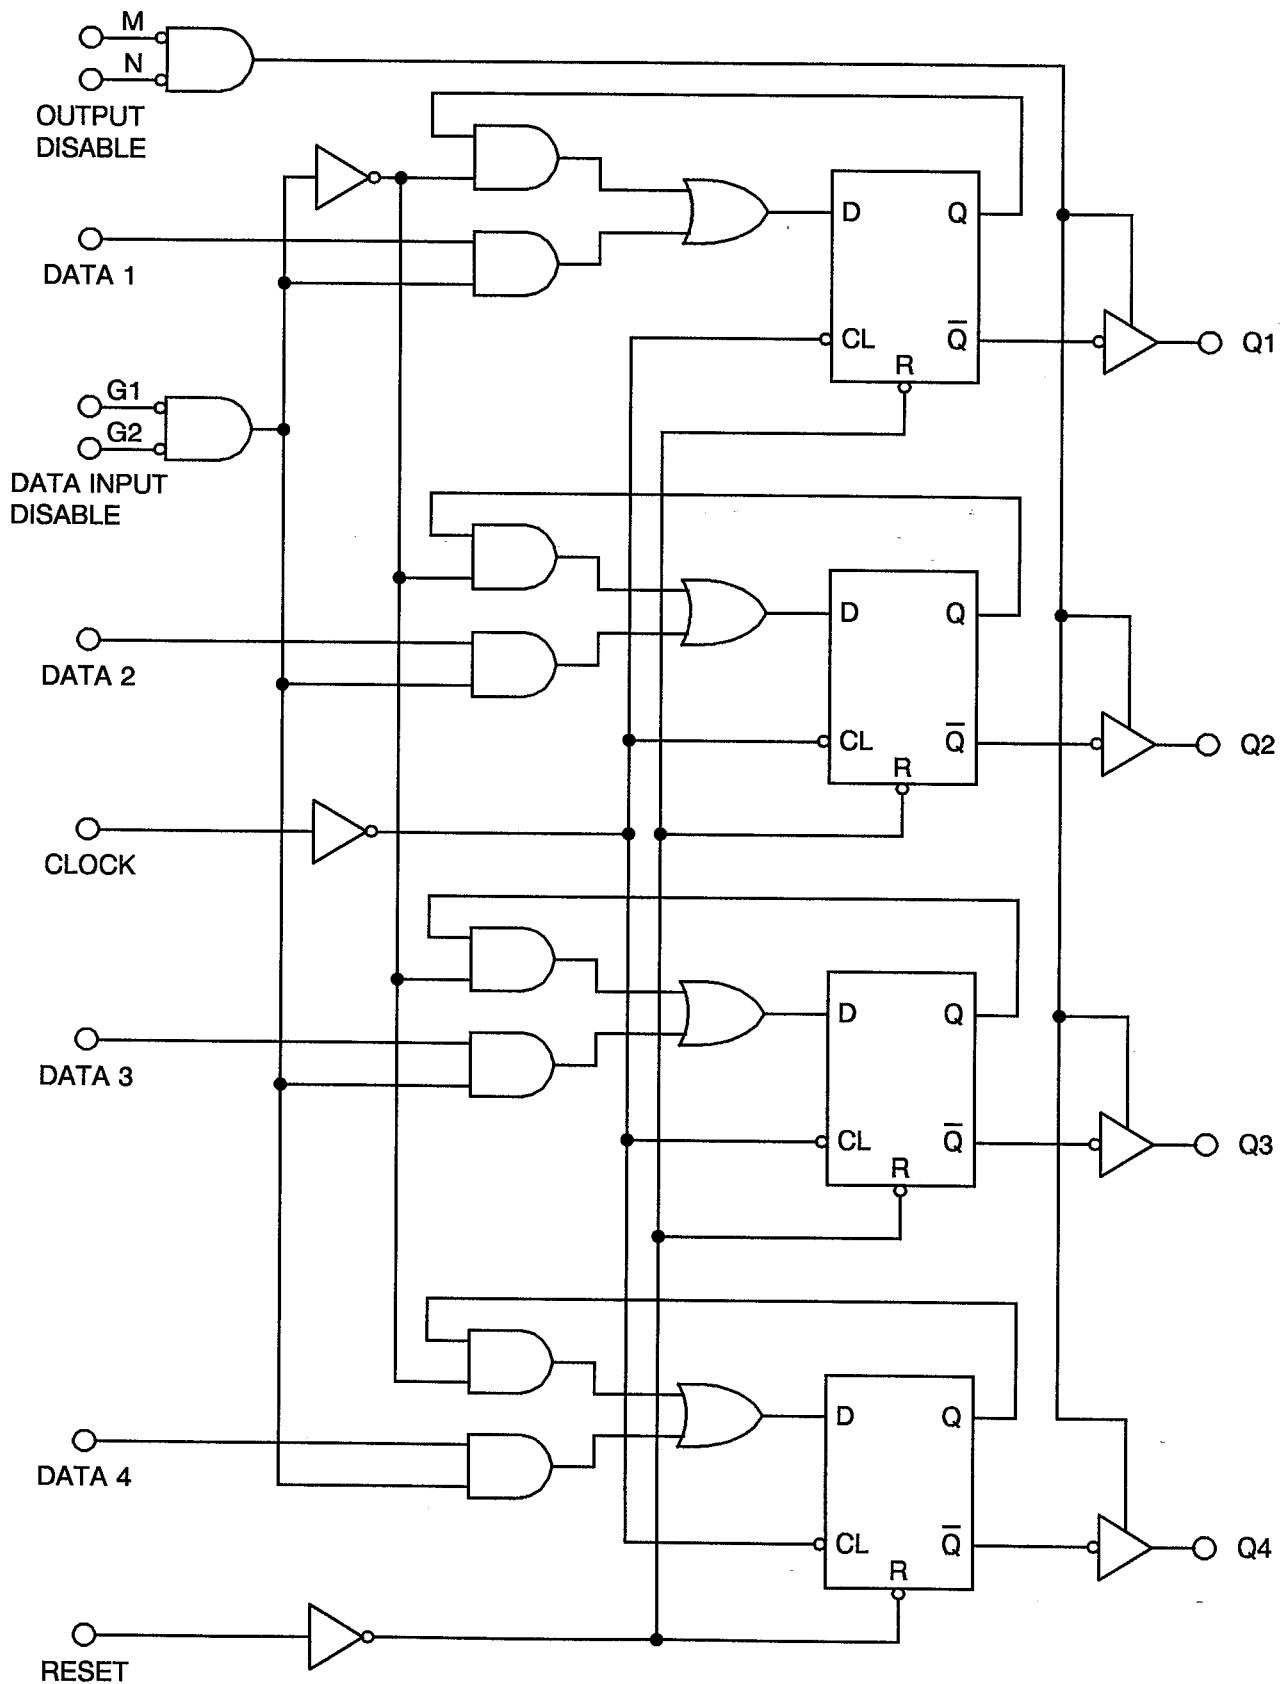 M
N
OUTPUT
DISABLE
DATA 1
D
Q
CL
Q̅
R
Q1
G1
G2
DATA INPUT
DISABLE
DATA 2
D
Q
CL
Q̅
R
Q2
CLOCK
DATA 3
D
Q
CL
Q̅
R
Q3
DATA 4
D
Q
CL
Q̅
R
Q4
RESET